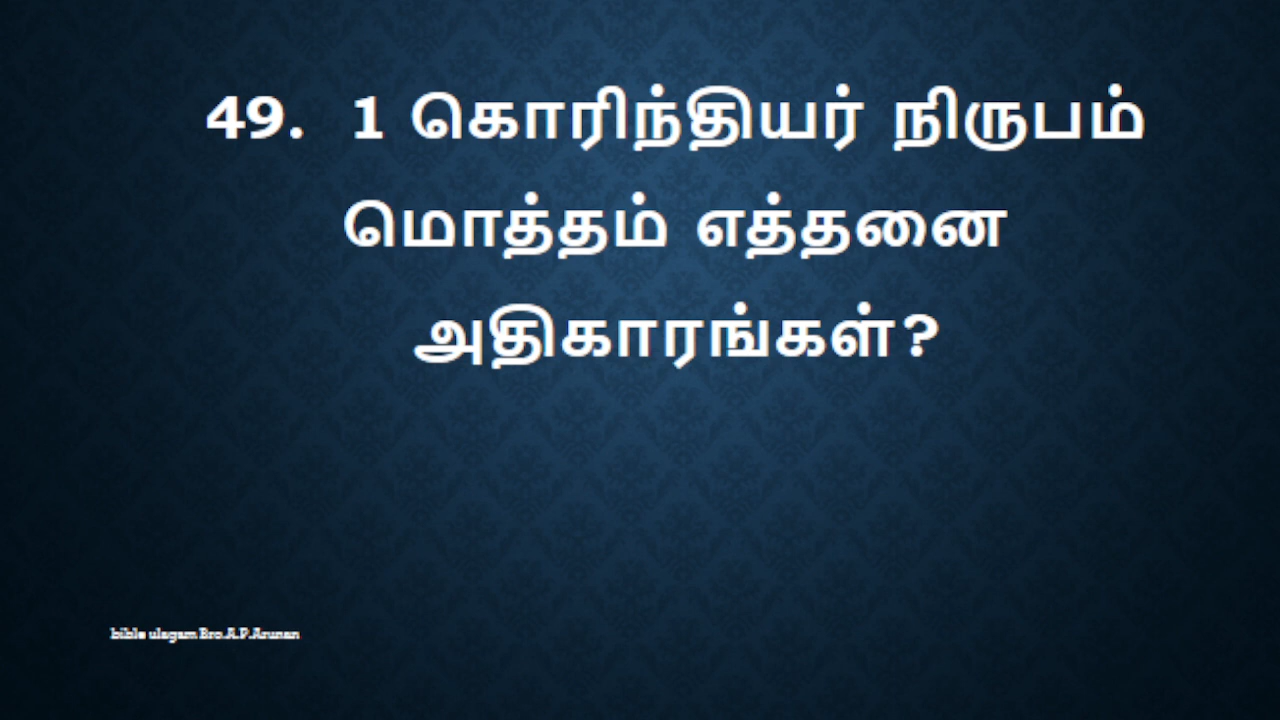 49. 1 கொரிந்தியர் நிருபம்
மொத்தம் எத்தனை
அதிகாரங்கள்?
bible ulagam Bro.A.P.Arunan